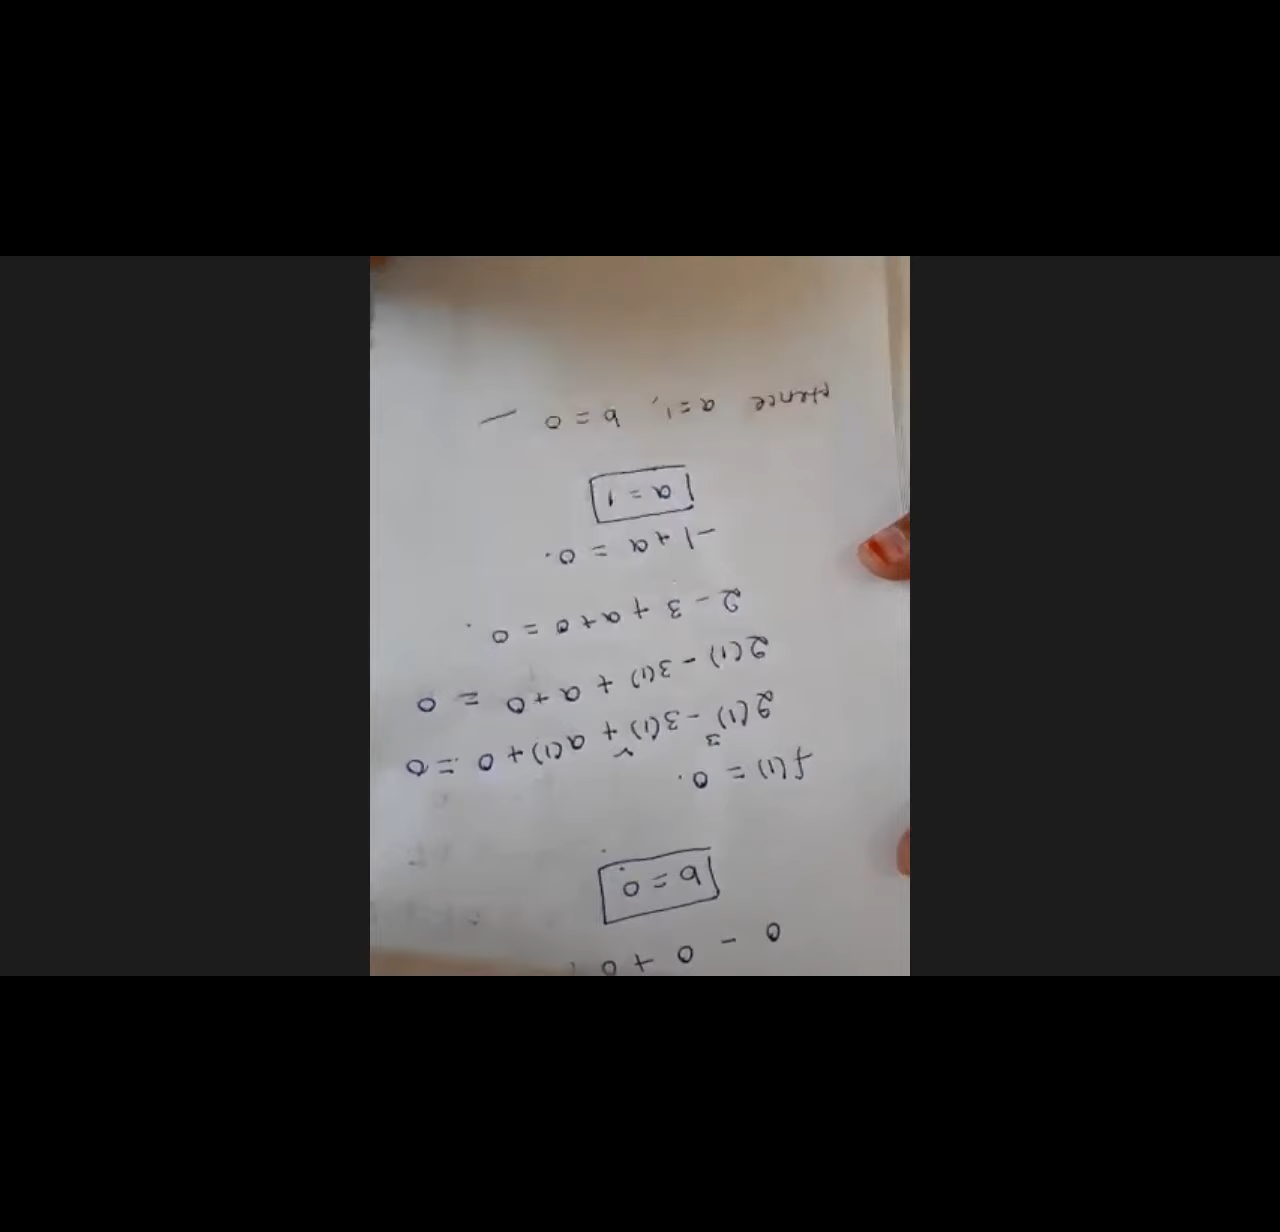 0 - 0 + 0
b = 0.
f(1) = 0.
2(1)³ - 3(1)² + a(1) + 0 = 0
2(1) - 3(1) + a + 0 = 0
2 - 3 + a + 0 = 0.
-1 + a = 0.
a = 1
Hence a=1, b = 0 —